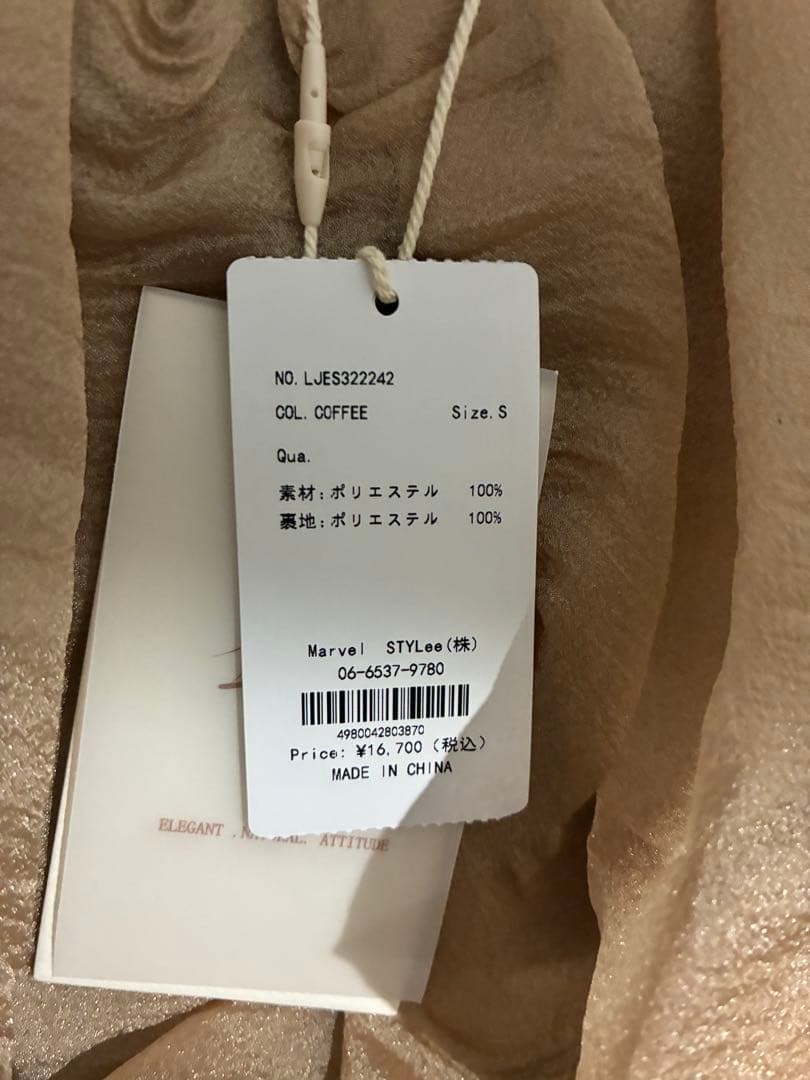 NO. LJES322242
COL. COFFEE Size. S
Qua.
素材:ポリエステル 100%
裏地:ポリエステル 100%
Marvel STYLee(株)
06-6537-9780
4980042803870
Price: ¥16,700 (税込)
MADE IN CHINA
ELEGANT .NATURAL. ATTITUDE